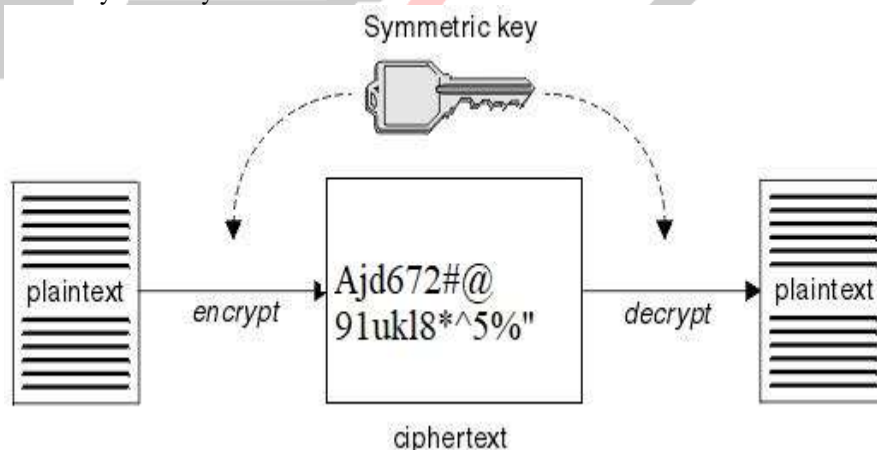 Symmetric key
plaintext
encrypt
Ajd672#@
91ukl8*^5%"
decrypt
plaintext
ciphertext